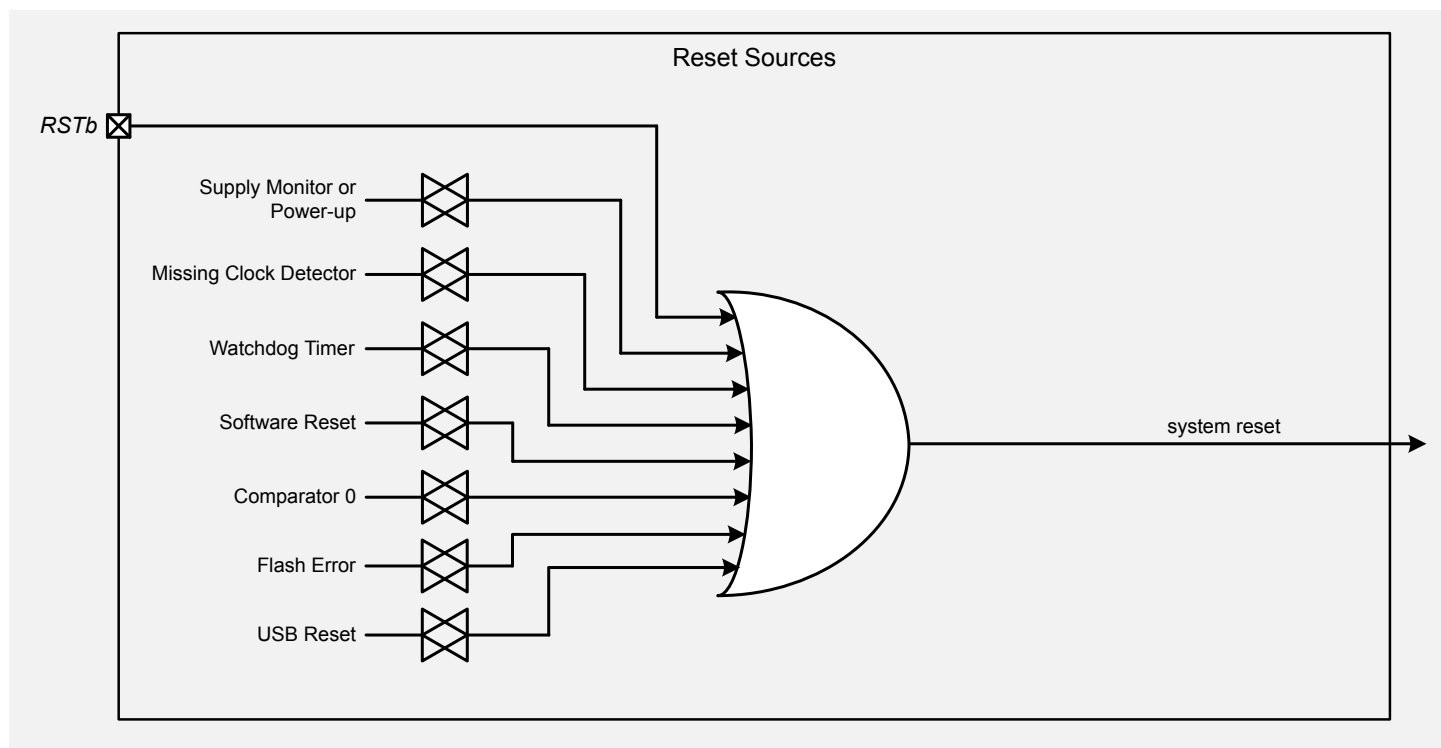 Reset Sources
RSTb
Supply Monitor or
Power-up
Missing Clock Detector
Watchdog Timer
Software Reset
system reset
Comparator 0
Flash Error
USB Reset